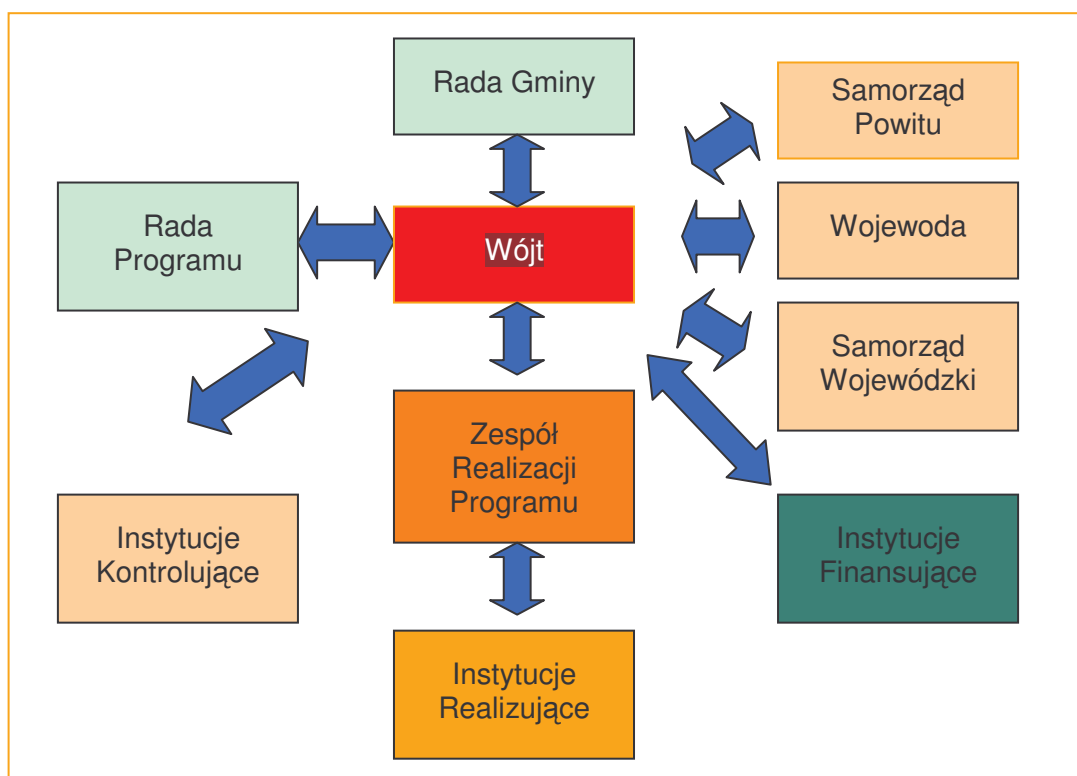 Rada Gminy
Samorząd
Powitu
Rada
Programu
Wójt
Wojewoda
Samorząd
Wojewódzki
Zespół
Realizacji
Programu
Instytucje
Kontrolujące
Instytucje
Finansujące
Instytucje
Realizujące